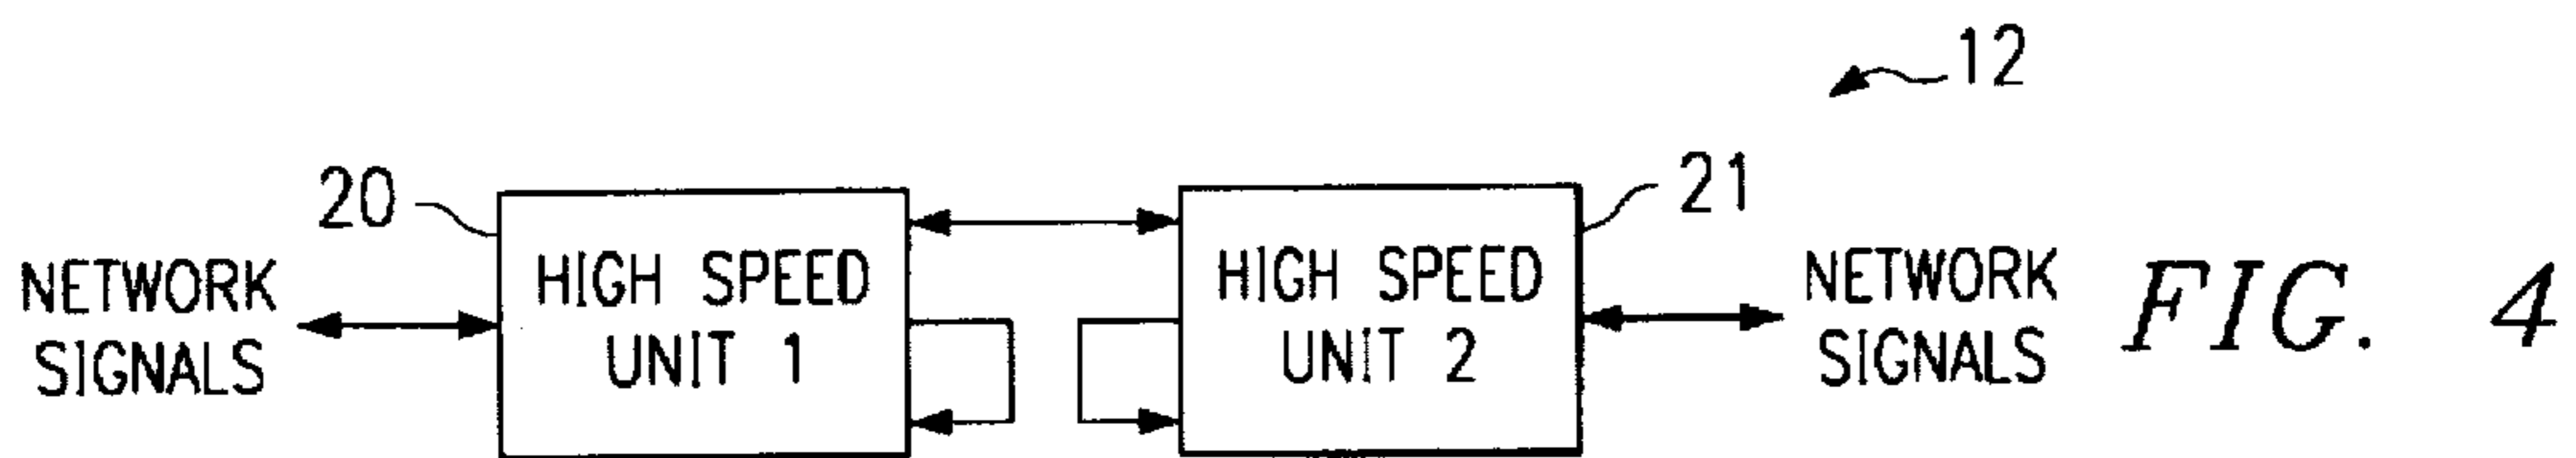 12
20
21
NETWORK
SIGNALS
HIGH SPEED
UNIT 1
HIGH SPEED
UNIT 2
NETWORK
SIGNALS
FIG. 4